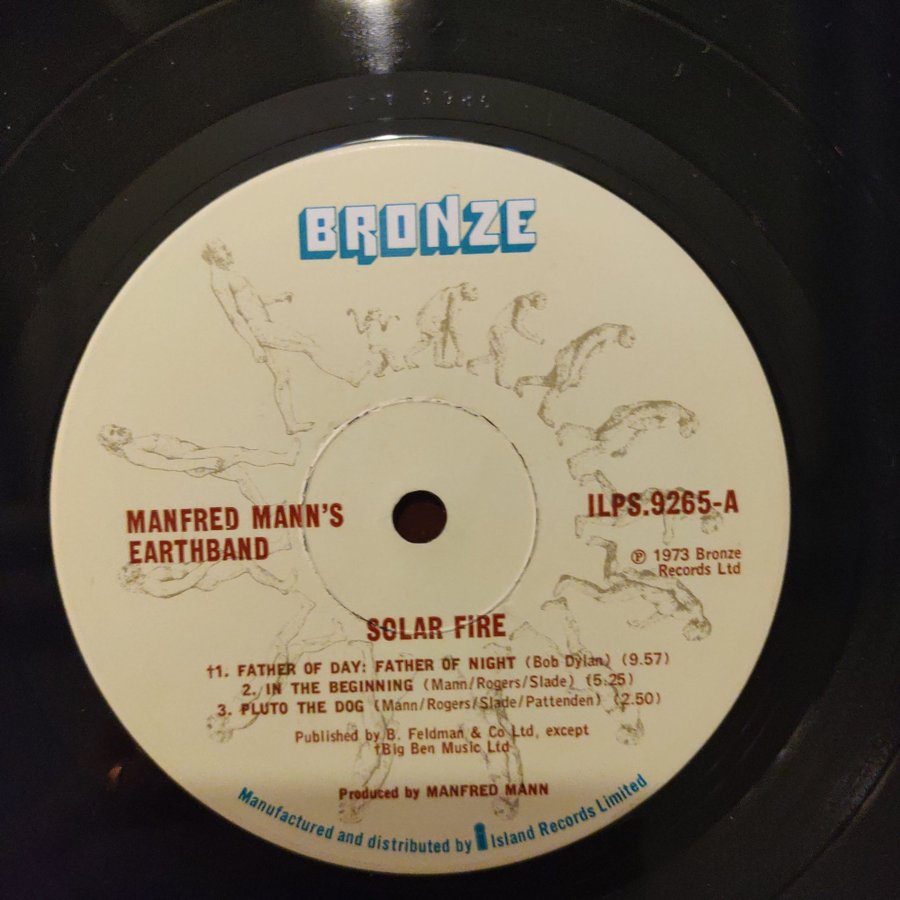 BRONZE
MANFRED MANN'S
EARTHBAND
ILPS.9265-A
℗ 1973 Bronze
Records Ltd
SOLAR FIRE
†1. FATHER OF DAY: FATHER OF NIGHT (Bob Dylan) (9.57)
2. IN THE BEGINNING (Mann/Rogers/Slade) (5.25)
3. PLUTO THE DOG (Mann/Rogers/Slade/Pattenden) (2.50)
Published by B. Feldman & Co Ltd, except
†Big Ben Music Ltd
Produced by MANFRED MANN
Manufactured and distributed by i Island Records Limited